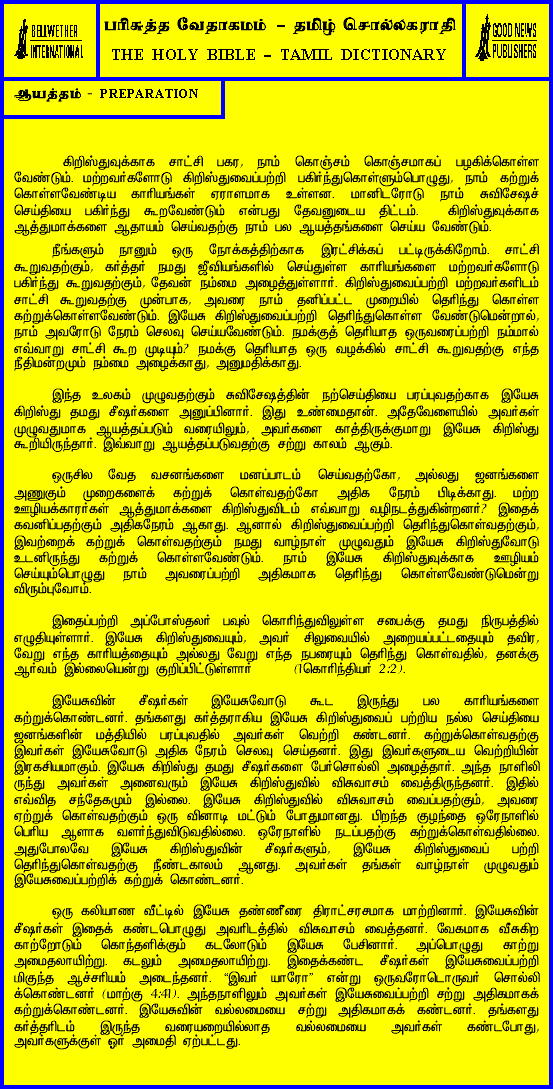 BELLWETHER
INTERNATIONAL
பரிசுத்த வேதாகமம் – தமிழ் சொல்லகராதி
THE HOLY BIBLE – TAMIL DICTIONARY
GOOD NEWS
PUBLISHERS
ஆயத்தம் - PREPARATION
கிறிஸ்துவுக்காக சாட்சி பகர, நாம் கொஞ்சம் கொஞ்சமாகப் பழகிக்கொள்ள
வேண்டும். மற்றவர்களோடு கிறிஸ்துவைப்பற்றி பகிர்ந்துகொள்ளும்பொழுது, நாம் கற்றுக்
கொள்ளவேண்டிய காரியங்கள் ஏராளமாக உள்ளன. மானிடரோடு நாம் சுவிசேஷச்
செய்தியை பகிர்ந்து கூறவேண்டும் என்பது தேவனுடைய திட்டம். கிறிஸ்துவுக்காக
ஆத்துமாக்களை ஆதாயம் செய்வதற்கு நாம் பல ஆயத்தங்களை செய்ய வேண்டும்.
நீங்களும் நானும் ஒரு நோக்கத்திற்காக இரட்சிக்கப் பட்டிருக்கிறோம். சாட்சி
கூறுவதற்கும், கர்த்தர் நமது ஜீவியங்களில் செய்துள்ள காரியங்களை மற்றவர்களோடு
பகிர்ந்து கூறுவதற்கும், தேவன் நம்மை அழைத்துள்ளார். கிறிஸ்துவைப்பற்றி மற்றவர்களிடம்
சாட்சி கூறுவதற்கு முன்பாக, அவரை நாம் தனிப்பட்ட முறையில் தெரிந்து கொள்ள
கற்றுக்கொள்ளவேண்டும். இயேசு கிறிஸ்துவைப்பற்றி தெரிந்துகொள்ள வேண்டுமென்றால்,
நாம் அவரோடு நேரம் செலவு செய்யவேண்டும். நமக்குத் தெரியாத ஒருவரைப்பற்றி நம்மால்
எவ்வாறு சாட்சி கூற முடியும்? நமக்கு தெரியாத ஒரு வழக்கில் சாட்சி கூறுவதற்கு எந்த
நீதிமன்றமும் நம்மை அழைக்காது, அனுமதிக்காது.
இந்த உலகம் முழுவதற்கும் சுவிசேஷத்தின் நற்செய்தியை பரப்புவதற்காக இயேசு
கிறிஸ்து தமது சீஷர்களை அனுப்பினார். இது உண்மைதான். அதேவேளையில் அவர்கள்
முழுவதுமாக ஆயத்தப்படும் வரையிலும், அவர்களை காத்திருக்குமாறு இயேசு கிறிஸ்து
கூறியிருந்தார். இவ்வாறு ஆயத்தப்படுவதற்கு சற்று காலம் ஆகும்.
ஒருசில வேத வசனங்களை மனப்பாடம் செய்வதற்கோ, அல்லது ஜனங்களை
அணுகும் முறைகளைக் கற்றுக் கொள்வதற்கோ அதிக நேரம் பிடிக்காது. மற்ற
ஊழியக்காரர்கள் ஆத்துமாக்களை கிறிஸ்துவிடம் எவ்வாறு வழிநடத்துகின்றனர்? இதைக்
கவனிப்பதற்கும் அதிகநேரம் ஆகாது. ஆனால் கிறிஸ்துவைப்பற்றி தெரிந்துகொள்வதற்கும்,
இவற்றைக் கற்றுக் கொள்வதற்கும் நமது வாழ்நாள் முழுவதும் இயேசு கிறிஸ்துவோடு
உடனிருந்து கற்றுக் கொள்ளவேண்டும். நாம் இயேசு கிறிஸ்துவுக்காக ஊழியம்
செய்யும்பொழுது நாம் அவரைப்பற்றி அதிகமாக தெரிந்து கொள்ளவேண்டுமென்று
விரும்புவோம்.
இதைப்பற்றி அப்போஸ்தலர் பவுல் கொரிந்துவிலுள்ள சபைக்கு தமது நிருபத்தில்
எழுதியுள்ளார். இயேசு கிறிஸ்துவையும், அவர் சிலுவையில் அறையப்பட்டதையும் தவிர,
வேறு எந்த காரியத்தையும் அல்லது வேறு எந்த நபரையும் தெரிந்து கொள்வதில், தனக்கு
ஆர்வம் இல்லையென்று குறிப்பிட்டுள்ளார் (1கொரிந்தியர் 2:2).
இயேசுவின் சீஷர்கள் இயேசுவோடு கூட இருந்து பல காரியங்களை
கற்றுக்கொண்டனர். தங்களது கர்த்தராகிய இயேசு கிறிஸ்துவைப் பற்றிய நல்ல செய்தியை
ஜனங்களின் மத்தியில் பரப்புவதில் அவர்கள் வெற்றி கண்டனர். கற்றுக்கொள்வதற்கு
இவர்கள் இயேசுவோடு அதிக நேரம் செலவு செய்தனர். இது இவர்களுடைய வெற்றியின்
இரகசியமாகும். இயேசு கிறிஸ்து தமது சீஷர்களை பேர்சொல்லி அழைத்தார். அந்த நாளிலி
ருந்து அவர்கள் அனைவரும் இயேசு கிறிஸ்துவில் விசுவாசம் வைத்திருந்தனர். இதில்
எவ்வித சந்தேகமும் இல்லை. இயேசு கிறிஸ்துவில் விசுவாசம் வைப்பதற்கும், அவரை
ஏற்றுக் கொள்வதற்கும் ஒரு வினாடி மட்டும் போதுமானது. பிறந்த குழந்தை ஒரேநாளில்
பெரிய ஆளாக வளர்ந்துவிடுவதில்லை. ஒரேநாளில் நடப்பதற்கு கற்றுக்கொள்வதில்லை.
அதுபோலவே இயேசு கிறிஸ்துவின் சீஷர்களும், இயேசு கிறிஸ்துவைப் பற்றி
தெரிந்துகொள்வதற்கு நீண்டகாலம் ஆனது. அவர்கள் தங்கள் வாழ்நாள் முழுவதும்
இயேசுவைப்பற்றிக் கற்றுக் கொண்டனர்.
ஒரு கலியாண வீட்டில் இயேசு தண்ணீரை திராட்சரசமாக மாற்றினார். இயேசுவின்
சீஷர்கள் இதைக் கண்டபொழுது அவரிடத்தில் விசுவாசம் வைத்தனர். வேகமாக வீசுகிற
காற்றோடும் கொந்தளிக்கும் கடலோடும் இயேசு பேசினார். அப்பொழுது காற்று
அமைதலாயிற்று. கடலும் அமைதலாயிற்று. இதைக்கண்ட சீஷர்கள் இயேசுவைப்பற்றி
மிகுந்த ஆச்சரியம் அடைந்தனர். “இவர் யாரோ” என்று ஒருவரோடொருவர் சொல்லி
க்கொண்டனர் (மாற்கு 4:41). அந்தநாளிலும் அவர்கள் இயேசுவைப்பற்றி சற்று அதிகமாகக்
கற்றுக்கொண்டனர். இயேசுவின் வல்லமையை சற்று அதிகமாகக் கண்டனர். தங்களது
கர்த்தரிடம் இருந்த வரையறையில்லாத வல்லமையை அவர்கள் கண்டபோது,
அவர்களுக்குள் ஓர் அமைதி ஏற்பட்டது.